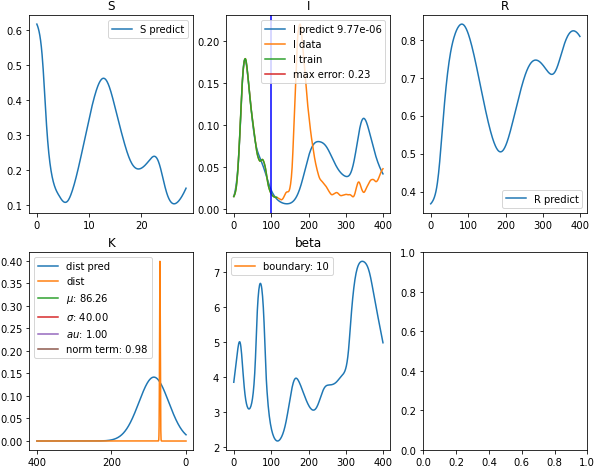 S
0.6
0.5
0.4
0.3
0.2
0.1
0 10 20
S predict
I
0.20
0.15
0.10
0.05
0.00
0 100 200 300 400
I predict 9.77e-06
I data
I train
max error: 0.23
R
0.8
0.7
0.6
0.5
0.4
0 100 200 300 400
R predict
K
0.40
0.35
0.30
0.25
0.20
0.15
0.10
0.05
0.00
400 200 0
dist pred
dist
μ: 86.26
σ: 40.00
au: 1.00
norm term: 0.98
beta
7
6
5
4
3
2
0 100 200 300 400
boundary: 10
1.0
0.8
0.6
0.4
0.2
0.0
0.0 0.2 0.4 0.6 0.8 1.0